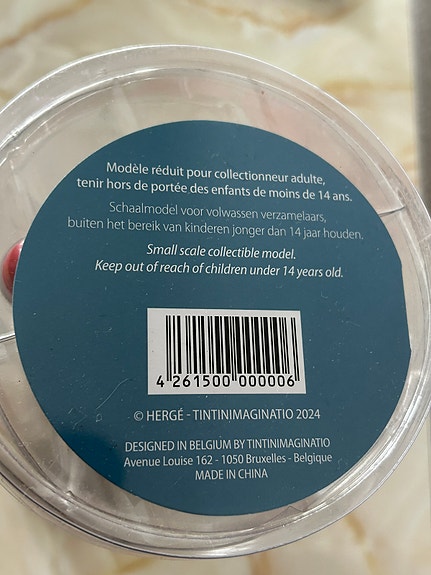 Modèle réduit pour collectionneur adulte,
tenir hors de portée des enfants de moins de 14 ans.
Schaalmodel voor volwassen verzamelaars,
buiten het bereik van kinderen jonger dan 14 jaar houden.
Small scale collectible model.
Keep out of reach of children under 14 years old.
4 261500 000006
© HERGÉ - TINTINIMAGINATIO 2024
DESIGNED IN BELGIUM BY TINTINIMAGINATIO
Avenue Louise 162 - 1050 Bruxelles - Belgique
MADE IN CHINA